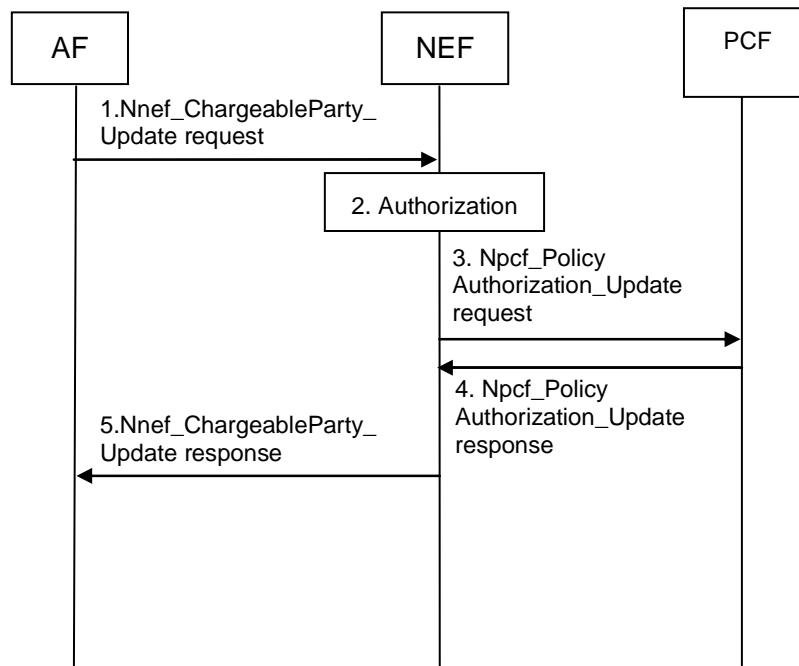 AF
NEF
PCF
1.Nnef_ChargeableParty_
Update request
2. Authorization
3. Npcf_Policy
Authorization_Update
request
4. Npcf_Policy
Authorization_Update
response
5.Nnef_ChargeableParty_
Update response